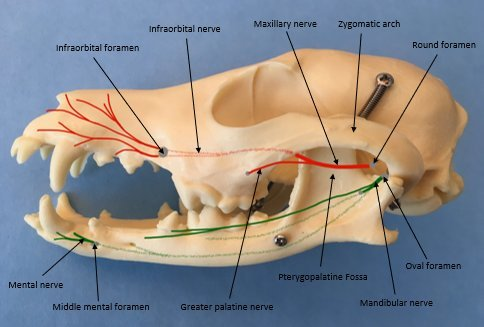 Maxillary nerve
Zygomatic arch
Infraorbital nerve
Round foramen
Infraorbital foramen
Oval foramen
Pterygopalatine Fossa
Mental nerve
Middle mental foramen
Greater palatine nerve
Mandibular nerve